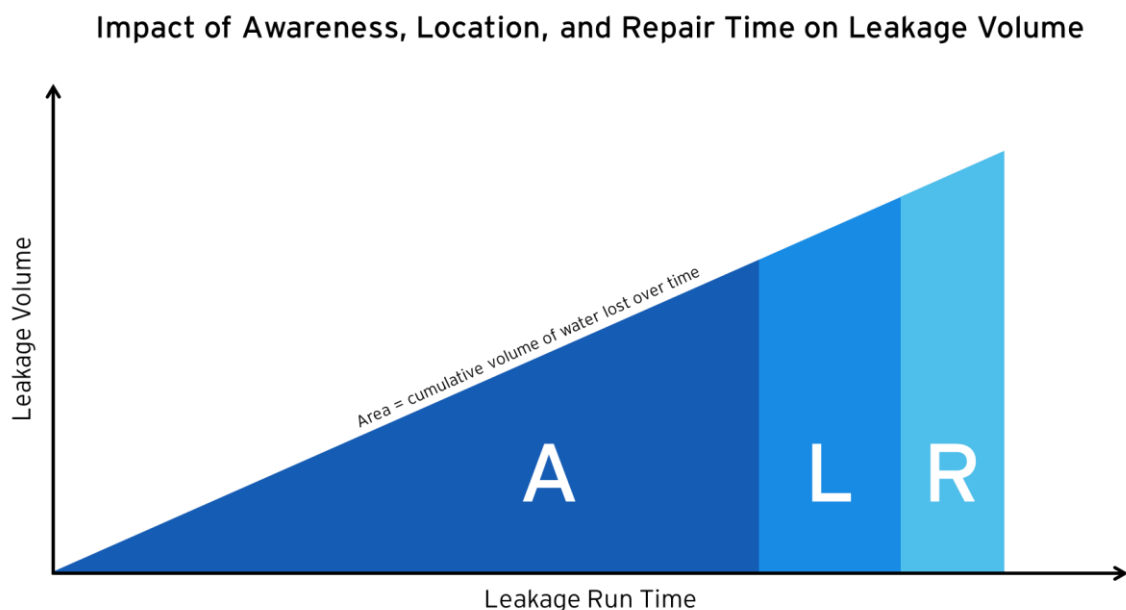 Impact of Awareness, Location, and Repair Time on Leakage Volume
Leakage Volume
Area = cumulative volume of water lost over time
A
L
R
Leakage Run Time